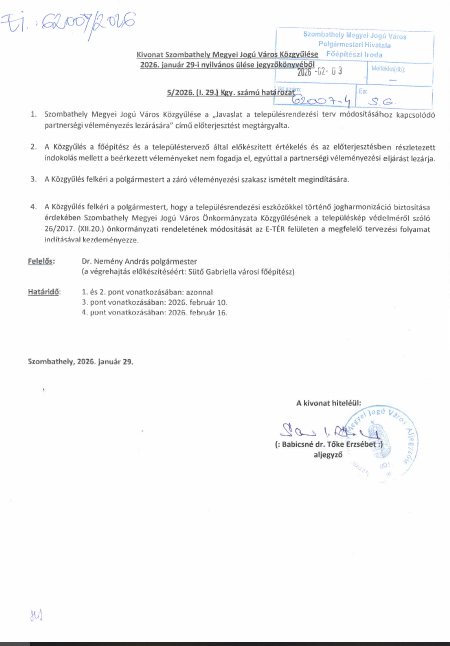 Ei.: 62007/2026
Szombathely Megyei Jogú Város
Polgármesteri Hivatala
Főépítészi Iroda
2026 -02- 03
Melléklet(ek):
62007-4
Ea:
S.G.
Kivonat Szombathely Megyei Jogú Város Közgyűlése
2026. január 29-i nyilvános ülése jegyzőkönyvéből
5/2026. (I. 29.) Kgy. számú határozat
1. Szombathely Megyei Jogú Város Közgyűlése a „Javaslat a településrendezési terv módosításához kapcsolódó
partnerségi véleményezés lezárására" című előterjesztést megtárgyalta.
2. A Közgyűlés a főépítész és a településtervező által előkészített értékelés és az előterjesztésben részletezett
indokolás mellett a beérkezett véleményeket nem fogadja el, egyúttal a partnerségi véleményezési eljárást lezárja.
3. A Közgyűlés felkéri a polgármestert a záró véleményezési szakasz ismételt megindítására.
4. A Közgyűlés felkéri a polgármestert, hogy a településrendezési eszközökkel történő jogharmonizáció biztosítása
érdekében Szombathely Megyei Jogú Város Önkormányzata Közgyűlésének a településkép védelméről szóló
26/2017. (XII.20.) önkormányzati rendeletének módosítását az E-TÉR felületen a megfelelő tervezési folyamat
indításával kezdeményezze.
Felelős: Dr. Nemény András polgármester
(a végrehajtás előkészítéséért: Sütő Gabriella városi főépítész)
Határidő: 1. és 2. pont vonatkozásában: azonnal
3. pont vonatkozásában: 2026. február 10.
4. pont vonatkozásában: 2026. február 16.
Szombathely, 2026. január 29.
A kivonat hiteléül:
(: Babicsné dr. Tőke Erzsébet :)
aljegyző
Megyei Jogú Város Aljegyzője